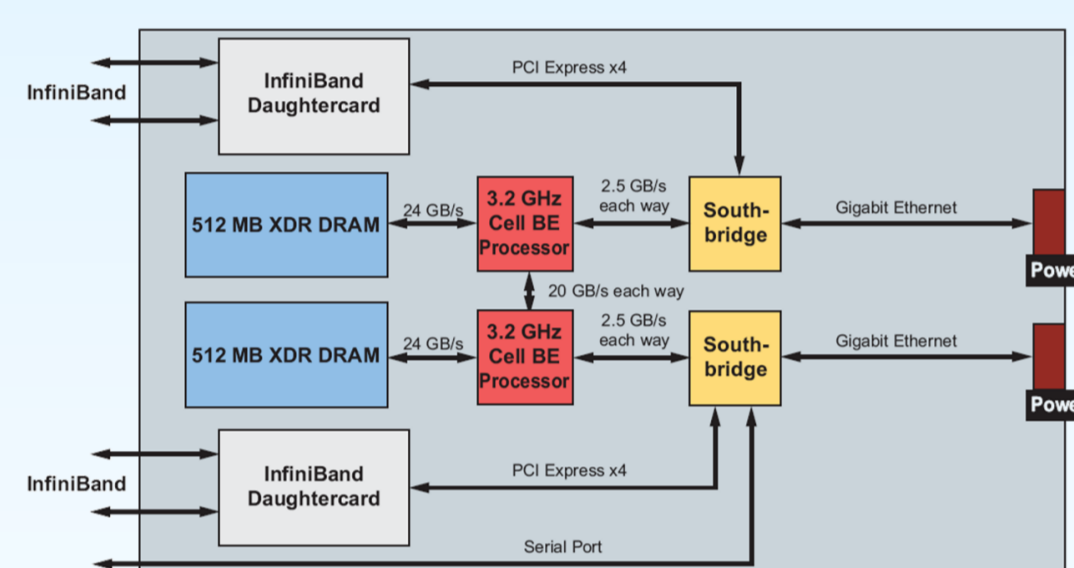 PCI Express x4
InfiniBand
Daughtercard
InfiniBand
512 MB XDR DRAM
24 GB/s
3.2 GHz
Cell BE
Processor
2.5 GB/s
each way
South-
bridge
Gigabit Ethernet
Powe
20 GB/s each way
512 MB XDR DRAM
24 GB/s
3.2 GHz
Cell BE
Processor
2.5 GB/s
each way
South-
bridge
Gigabit Ethernet
Powe
InfiniBand
InfiniBand
Daughtercard
PCI Express x4
Serial Port